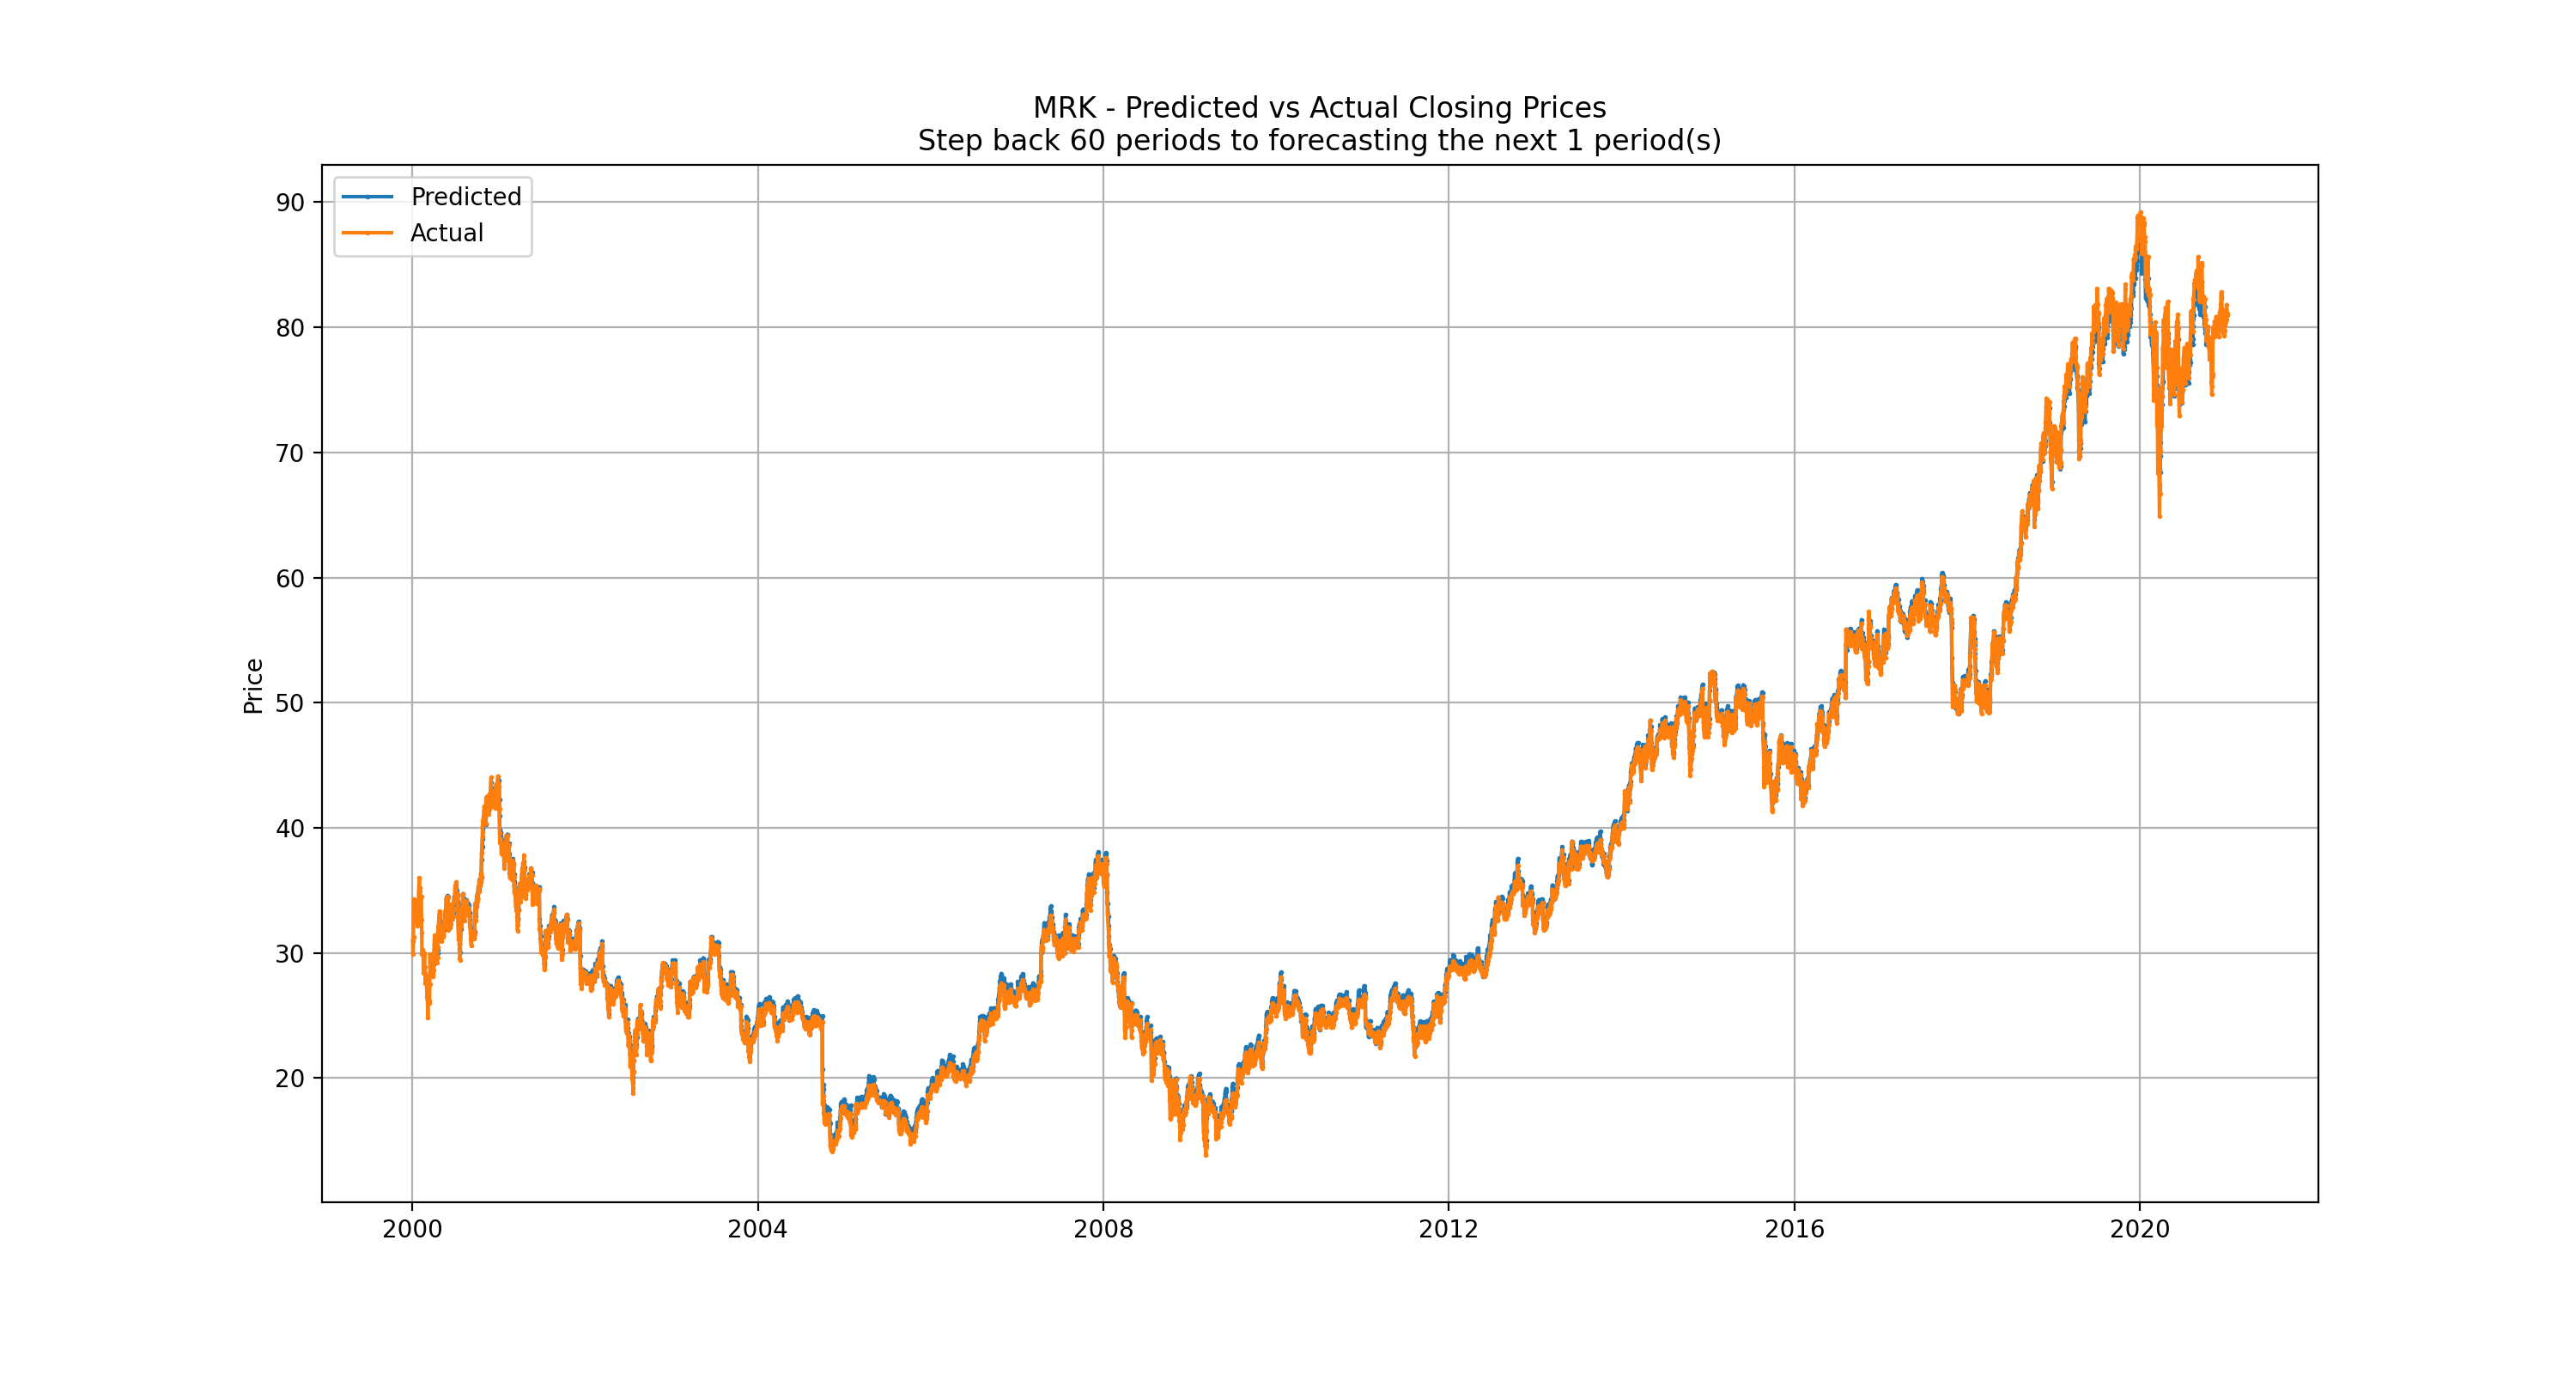 MRK - Predicted vs Actual Closing Prices
Step back 60 periods to forecasting the next 1 period(s)
Predicted
Actual
90
80
70
60
50
40
30
20
Price
2000 2004 2008 2012 2016 2020